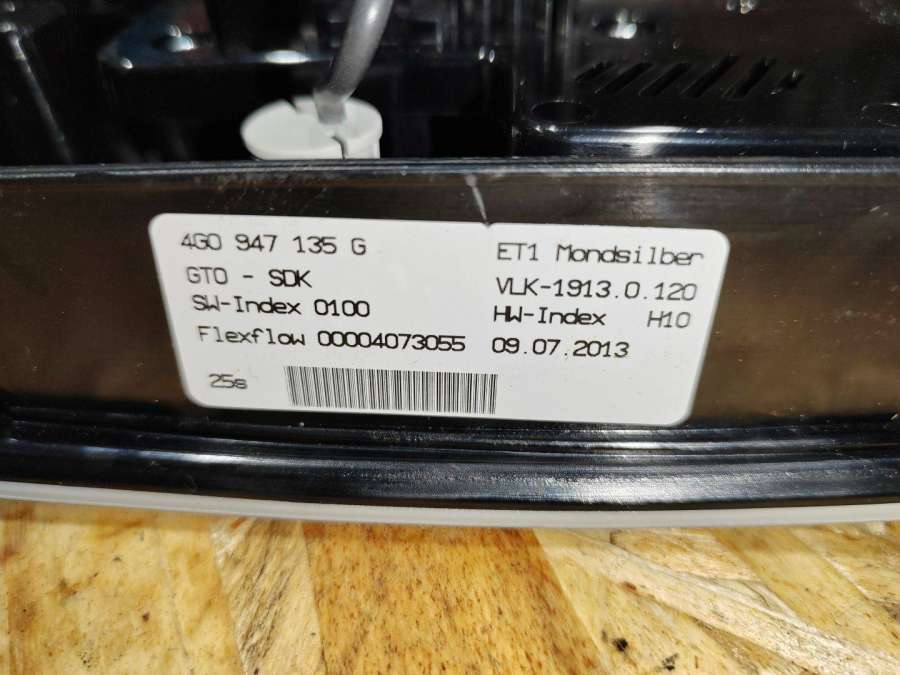 4G0 947 135 G ET1 Mondsilber
GTO - SDK VLK-1913.0.120
SW-Index 0100 HW-Index H10
Flexflow 00004073055 09.07.2013
25s